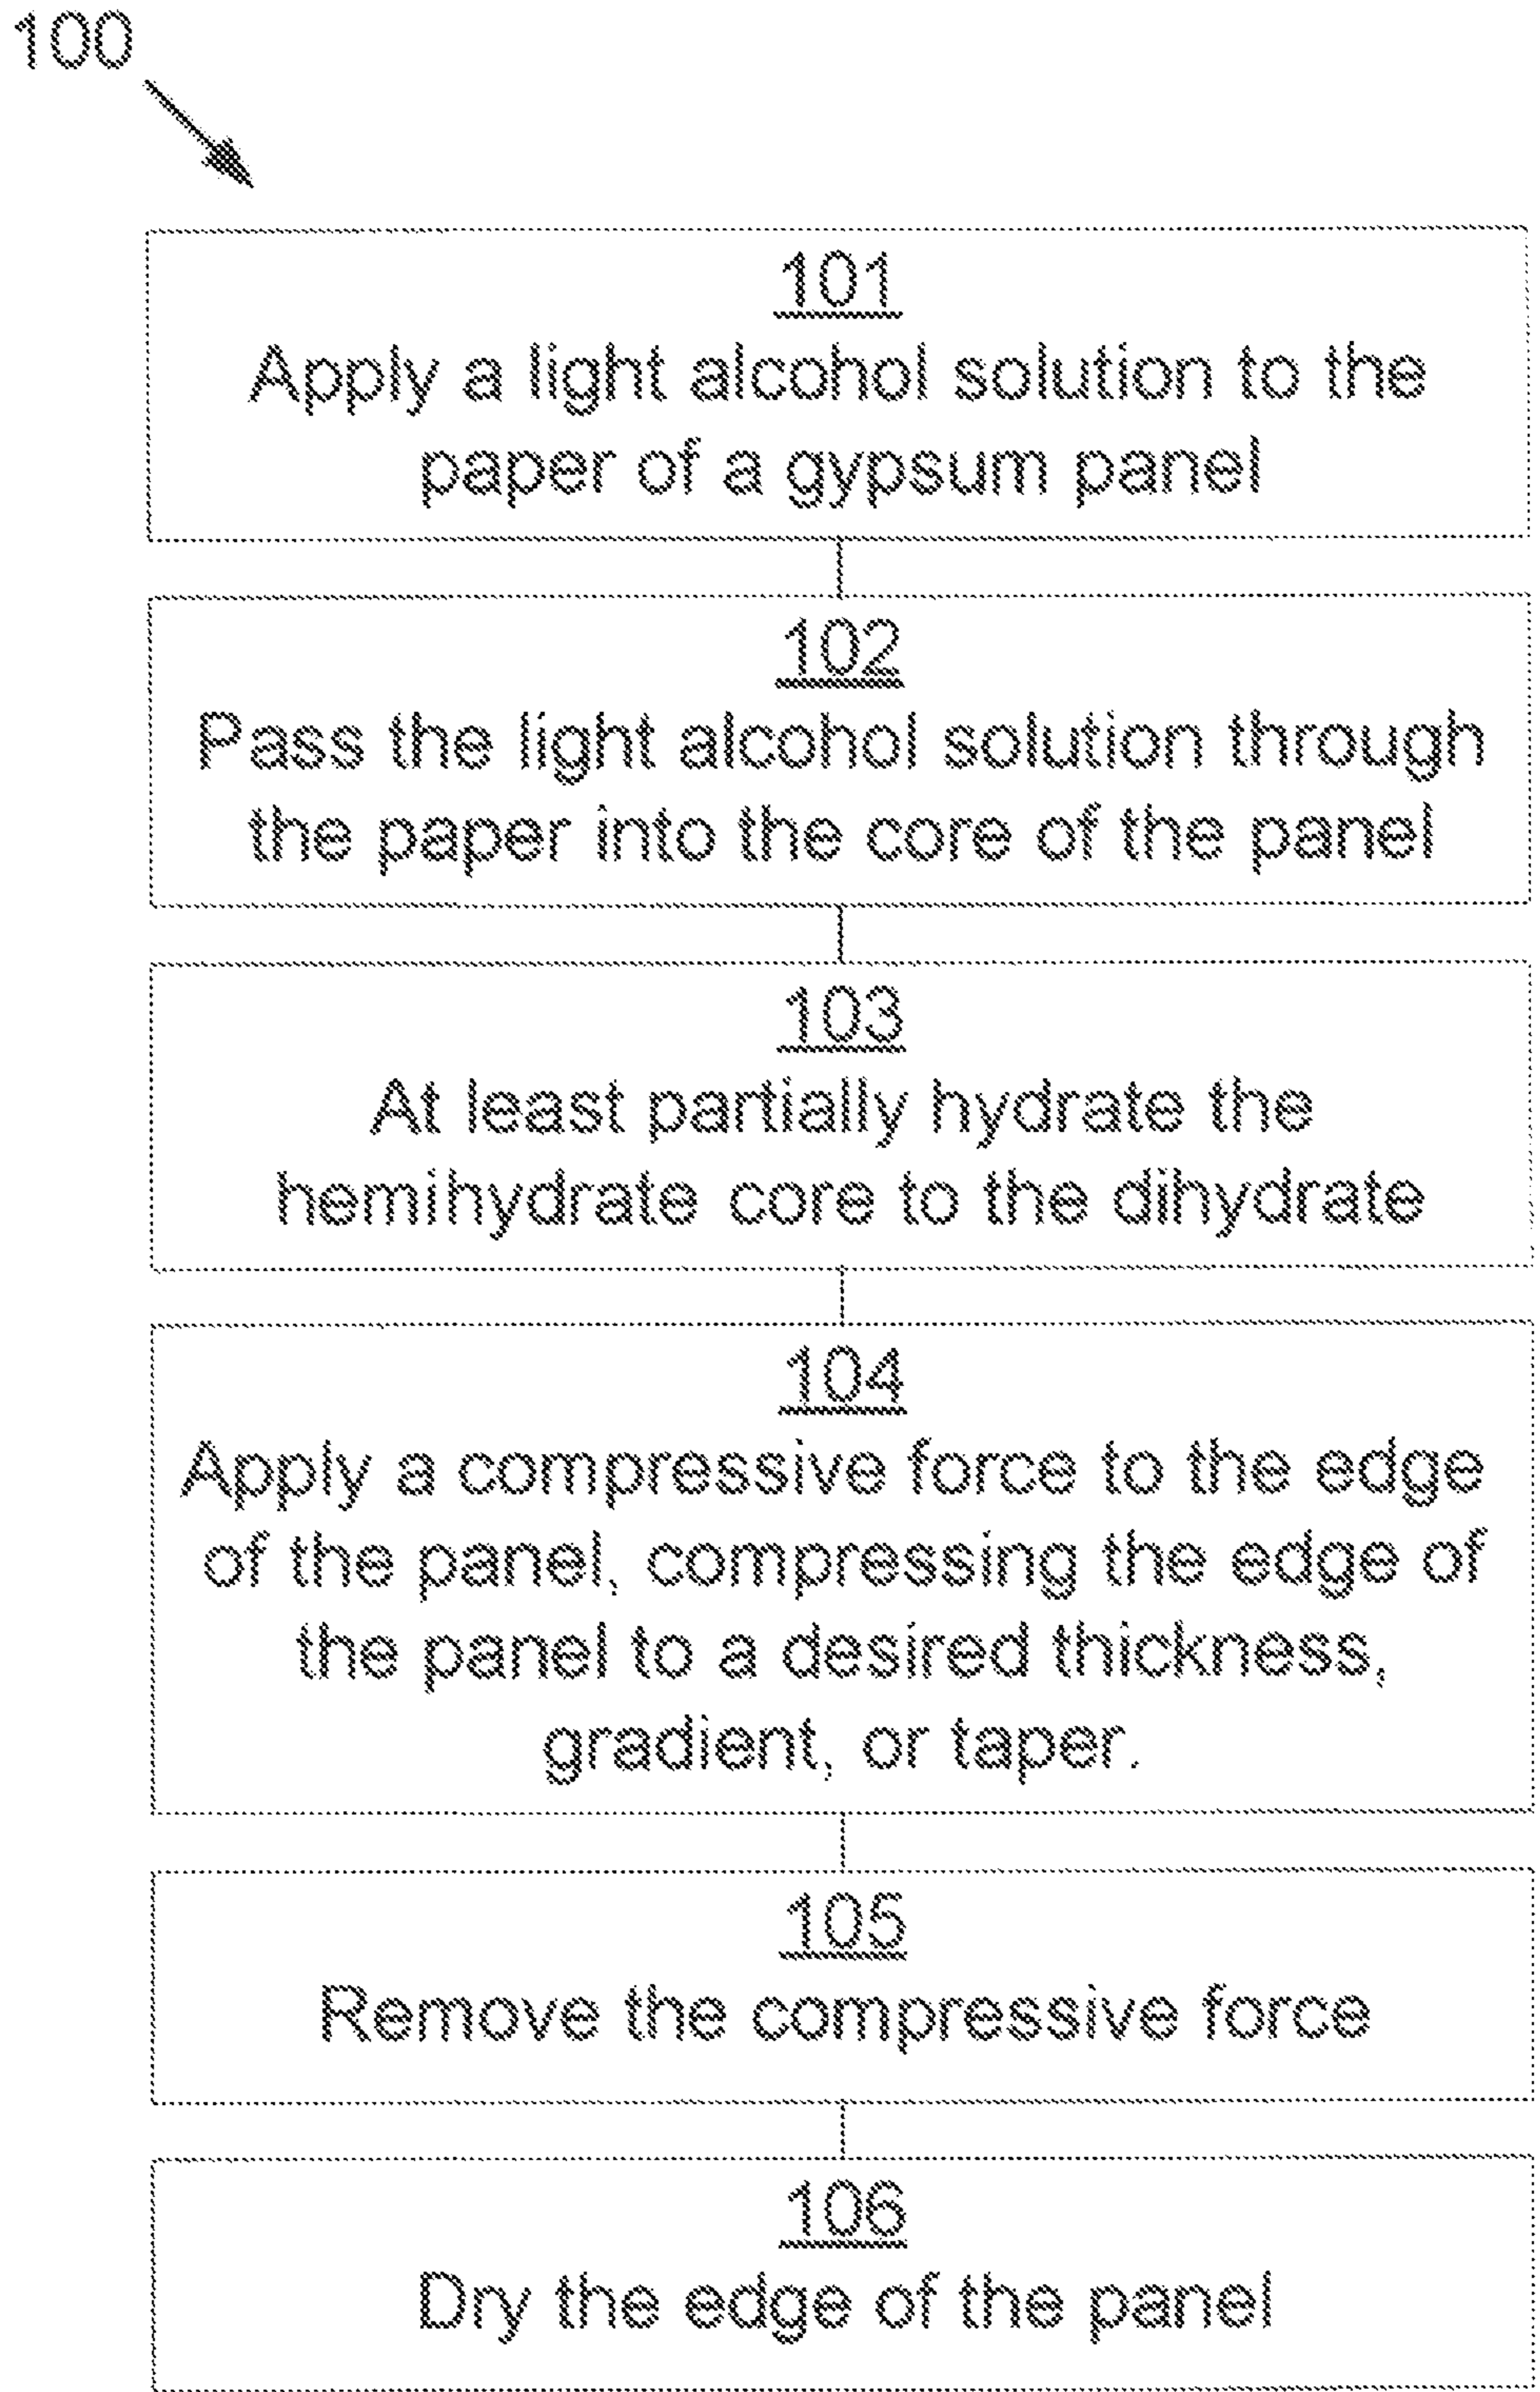 100
101
Apply a light alcohol solution to the
paper of a gypsum panel
102
Pass the light alcohol solution through
the paper into the core of the panel
103
At least partially hydrate the
hemihydrate core to the dihydrate
104
Apply a compressive force to the edge
of the panel, compressing the edge of
the panel to a desired thickness,
gradient, or taper.
105
Remove the compressive force
106
Dry the edge of the panel